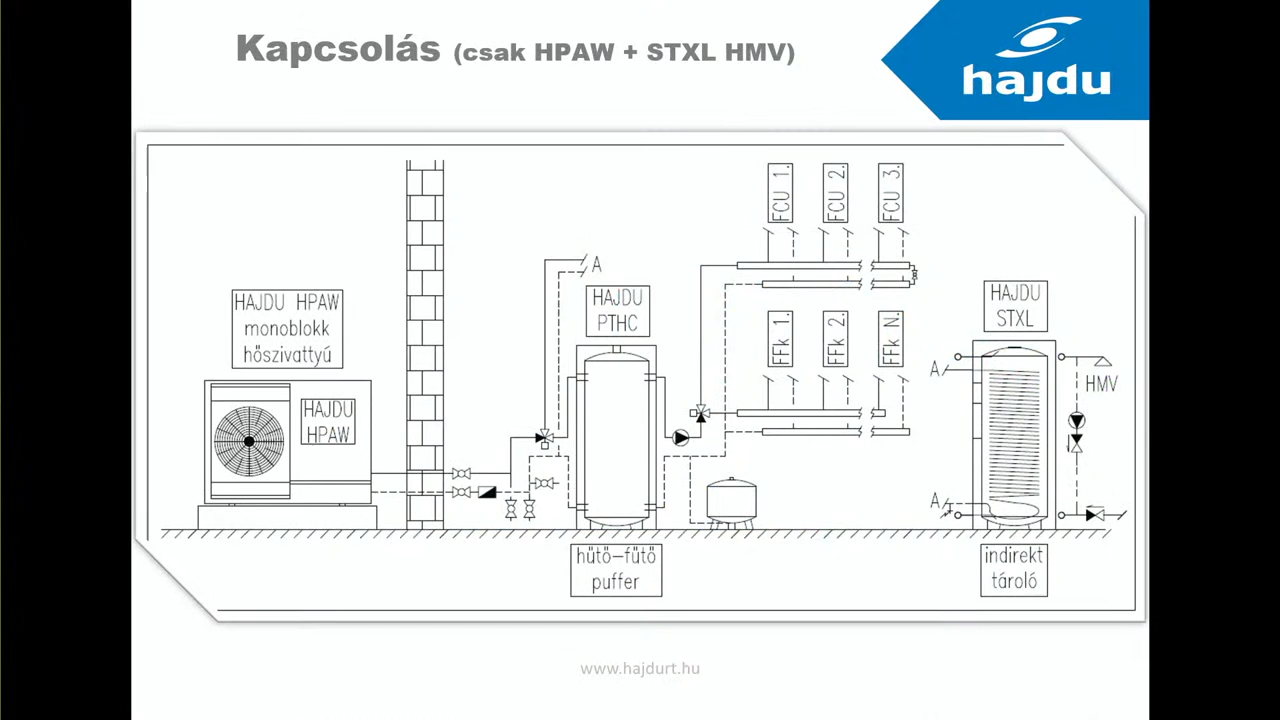 Kapcsolás (csak HPAW + STXL HMV)
hajdu
HAJDU HPAW
monoblokk
hőszivattyú
HAJDU
HPAW
A
HAJDU
PTHC
FCU 1.
FCU 2.
FCU 3.
FFk 1.
FFk 2.
FFk N.
HAJDU
STXL
A
HMV
A
hűtő-fűtő
puffer
indirekt
tároló
www.hajdurt.hu